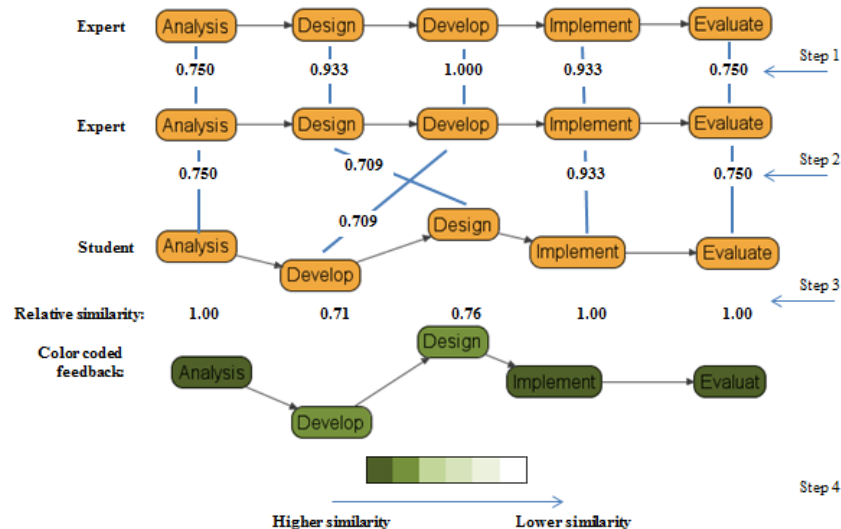 Expert Analysis Design Develop Implement Evaluate
Step 1
0.750 0.933 1.000 0.933 0.750
Expert Analysis Design Develop Implement Evaluate
Step 2
0.750 0.709 0.933 0.750
0.709
Design
Student Analysis Implement Evaluate
Develop
Step 3
Relative similarity: 1.00 0.71 0.76 1.00 1.00
Color coded
feedback:
Design
Analysis Implement Evaluat
Develop
Step 4
Higher similarity Lower similarity